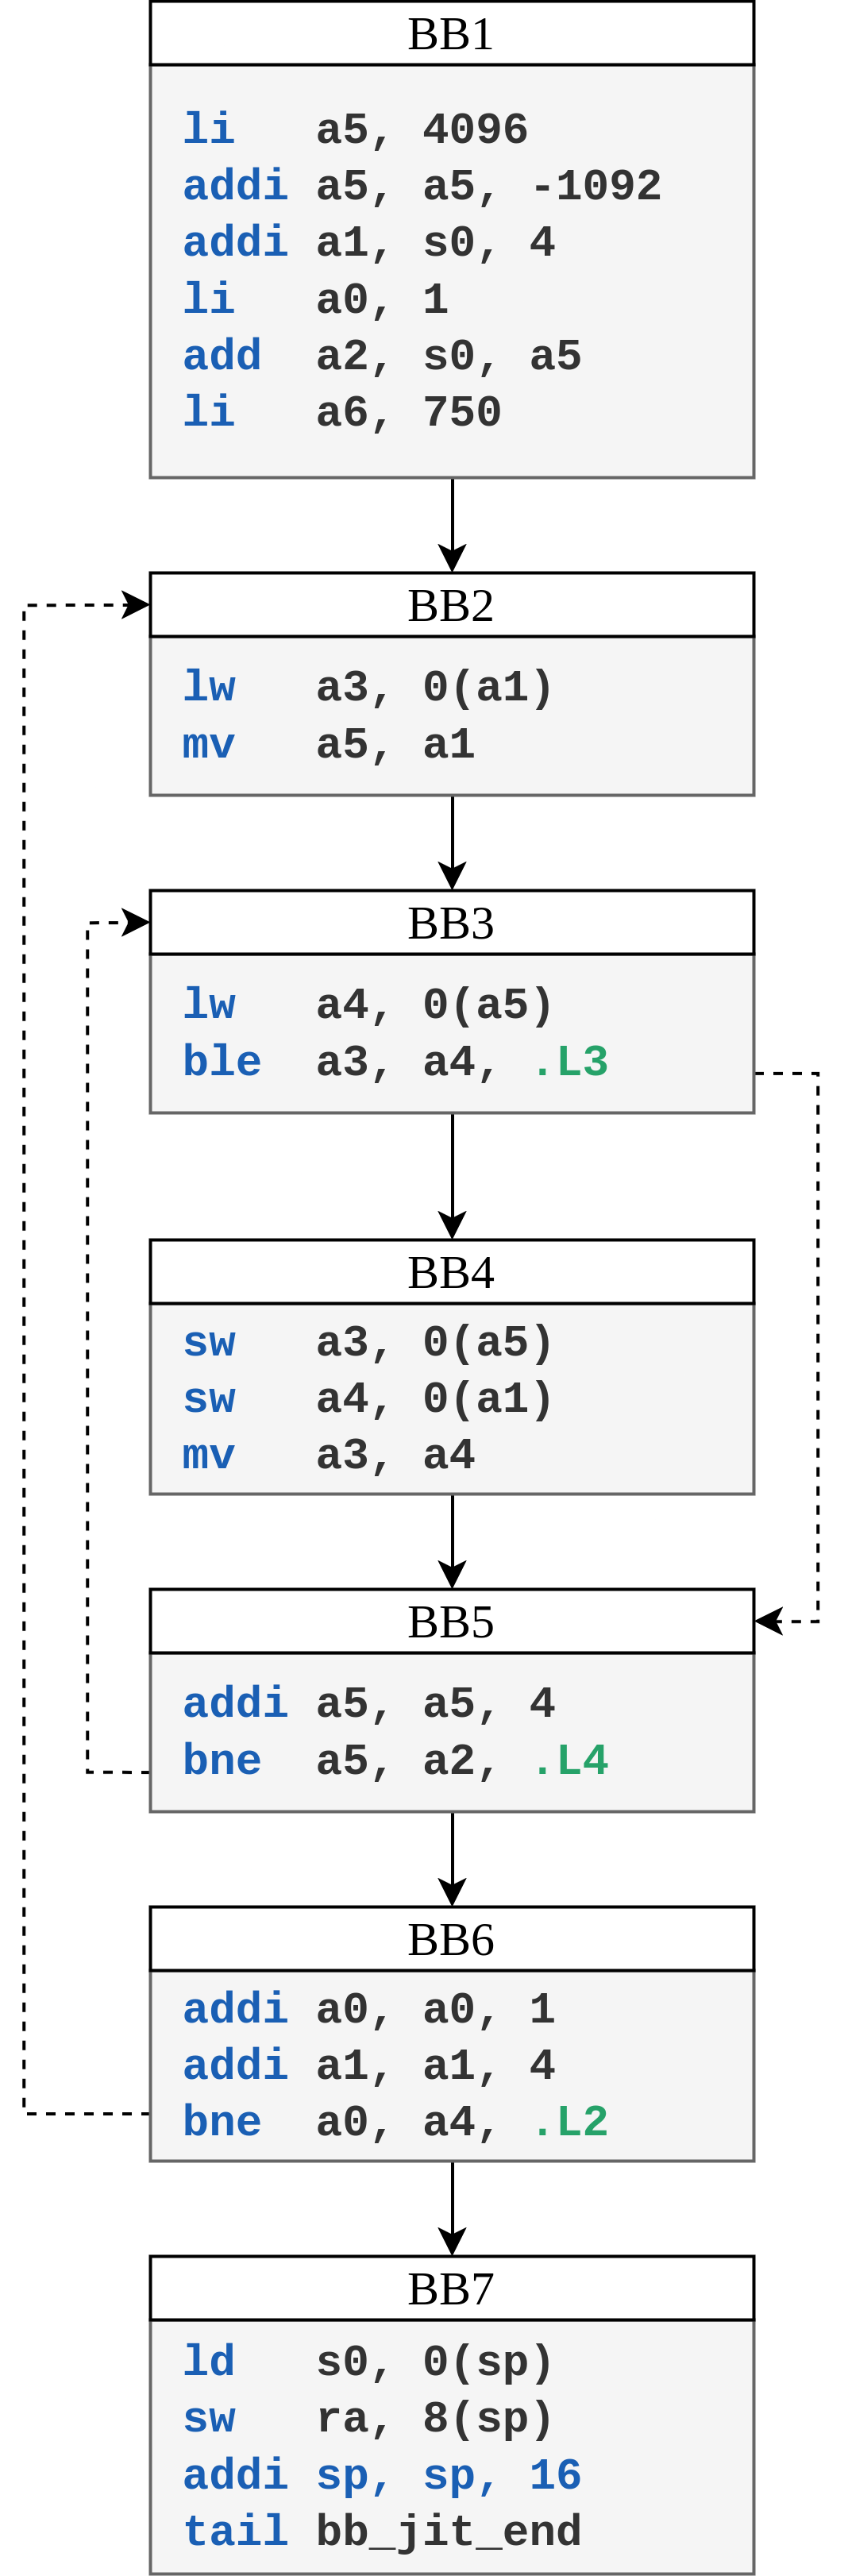 BB1
li   a5, 4096
addi a5, a5, -1092
addi a1, s0, 4
li   a0, 1
add  a2, s0, a5
li   a6, 750
BB2
lw   a3, 0(a1)
mv   a5, a1
BB3
lw   a4, 0(a5)
ble  a3, a4, .L3
BB4
sw   a3, 0(a5)
sw   a4, 0(a1)
mv   a3, a4
BB5
addi a5, a5, 4
bne  a5, a2, .L4
BB6
addi a0, a0, 1
addi a1, a1, 4
bne  a0, a4, .L2
BB7
ld   s0, 0(sp)
sw   ra, 8(sp)
addi sp, sp, 16
tail bb_jit_end